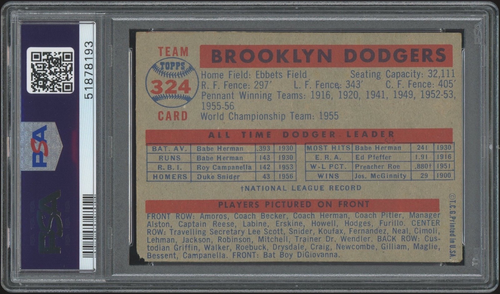 51878193
PSA
TEAM
TOPPS
324
CARD
BROOKLYN DODGERS
Home Field: Ebbets Field Seating Capacity: 32,111
R. F. Fence: 297' L. F. Fence: 343' C. F. Fence: 405'
Pennant Winning Teams: 1916, 1920, 1941, 1949, 1952-53,
1955-56
World Championship Team: 1955
ALL TIME DODGER LEADER
BAT. AV. Babe Herman .393 1930 MOST HITS Babe Herman 241 1930
RUNS Babe Herman 143 1930 E.R.A. Ed Pfeffer 1916
R.B.I. Roy Campanella 142 1953 W-L PCT. Preacher Roe 1951
HOMERS Duke Snider 43 1956 WINS Jos. McGinnity 29 1900
†NATIONAL LEAGUE RECORD
PLAYERS PICTURED ON FRONT
FRONT ROW: Amoros, Coach Becker, Coach Herman, Coach Pitler, Manager
Alston, Captain Reese, Labine, Erskine, Howell, Hodges, Furillo. CENTER
ROW: Travelling Secretary Lee Scott, Snyder, Koufax, Fernandez, Neal, Cimoli,
Lehman, Jackson, Robinson, Mitchell, Trainer Dr. Wendler. BACK ROW: Cus-
todian Griffin, Walker, Roebuck, Drysdale, Craig, Newcombe, Gilliam, Maglie,
Bessent, Campanella, Valdes. FRONT: Bat Boy DiGiovanna.